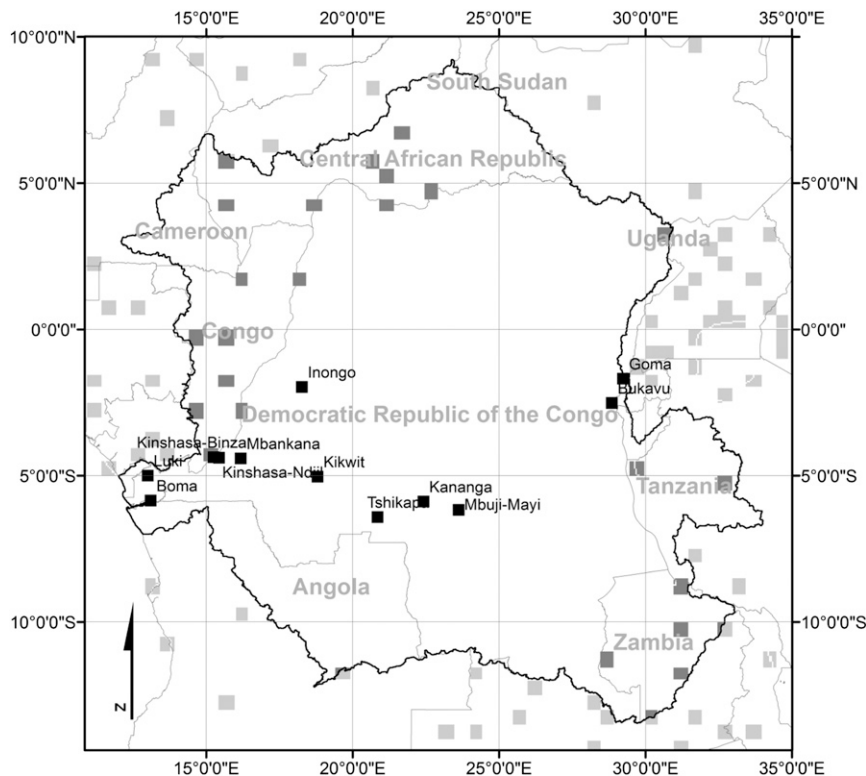 15°0'0"E 20°0'0"E 25°0'0"E 30°0'0"E 35°0'0"E
10°0'0"N
South Sudan
Central African Republis
5°0'0"N 5°0'0"N
Cameroon
Uganda
0°0'0" 0°0'0"
Congo
Goma
Inongo
Bukavu
Democratic Republic of the Congo
Kinshasa-Binza Mbankana
Luki Kinshasa-Ndjili Kikwit
5°0'0"S 5°0'0"S
Boma
Tshikapa Kananga
Mbuji-Mayi
Tanzania
Angola
10°0'0"S 10°0'0"S
Zambia
N
15°0'0"E 20°0'0"E 25°0'0"E 30°0'0"E 35°0'0"E